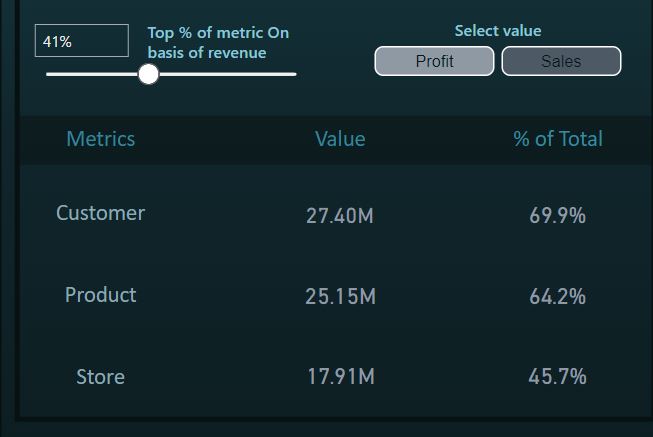 41%
Top % of metric On
basis of revenue
Select value
Profit Sales
Metrics Value % of Total
Customer 27.40M 69.9%
Product 25.15M 64.2%
Store 17.91M 45.7%